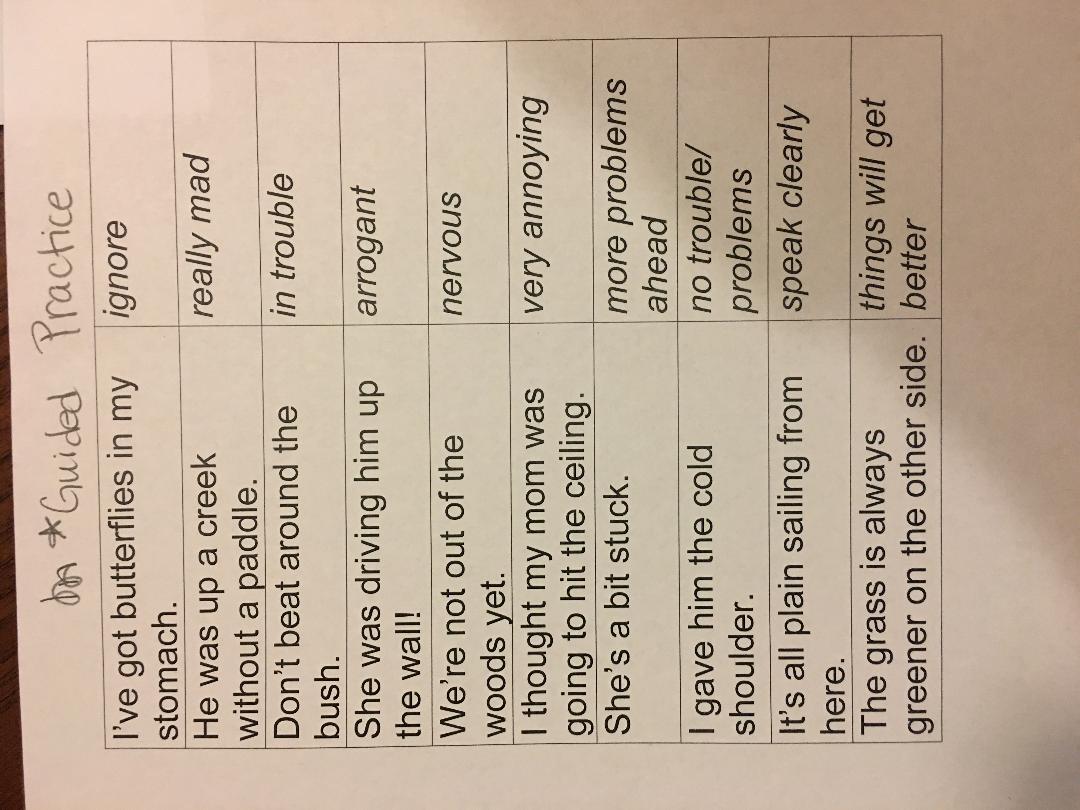 *Guided Practice
I've got butterflies in my
stomach.
ignore
He was up a creek
without a paddle.
really mad
Don't beat around the
bush.
in trouble
She was driving him up
the wall!
arrogant
We're not out of the
woods yet.
nervous
I thought my mom was
going to hit the ceiling.
very annoying
She's a bit stuck.
more problems
ahead
I gave him the cold
shoulder.
no trouble/
problems
It's all plain sailing from
here.
speak clearly
The grass is always
greener on the other side.
things will get
better